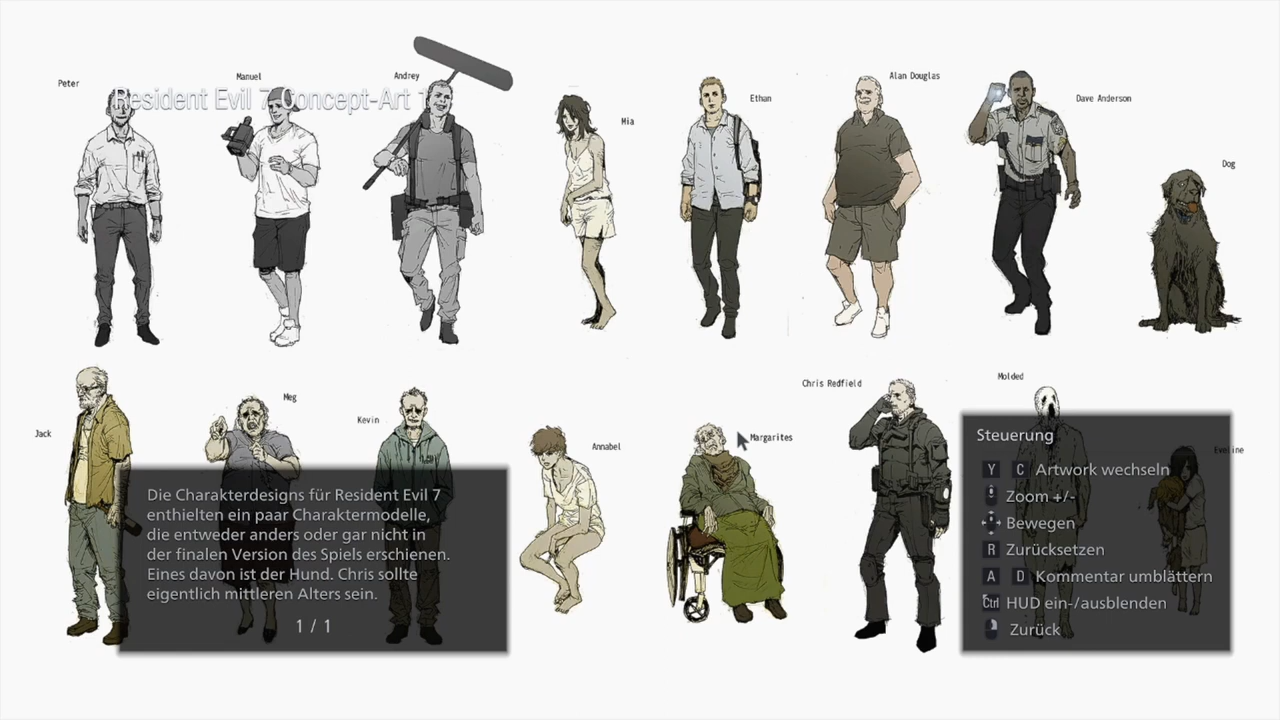 Peter
Manuel
Andrey
Resident Evil 7 Concept-Art 1
Mia
Ethan
Alan Douglas
Dave Anderson
Dog
Jack
Meg
Kevin
Annabel
Margarites
Chris Redfield
Molded
Eveline
Die Charakterdesigns für Resident Evil 7
enthielten ein paar Charaktermodelle,
die entweder anders oder gar nicht in
der finalen Version des Spiels erschienen.
Eines davon ist der Hund. Chris sollte
eigentlich mittleren Alters sein.
1 / 1
Steuerung
Y C Artwork wechseln
Zoom +/-
Bewegen
R Zurücksetzen
A D Kommentar umblättern
Ctrl HUD ein-/ausblenden
Zurück